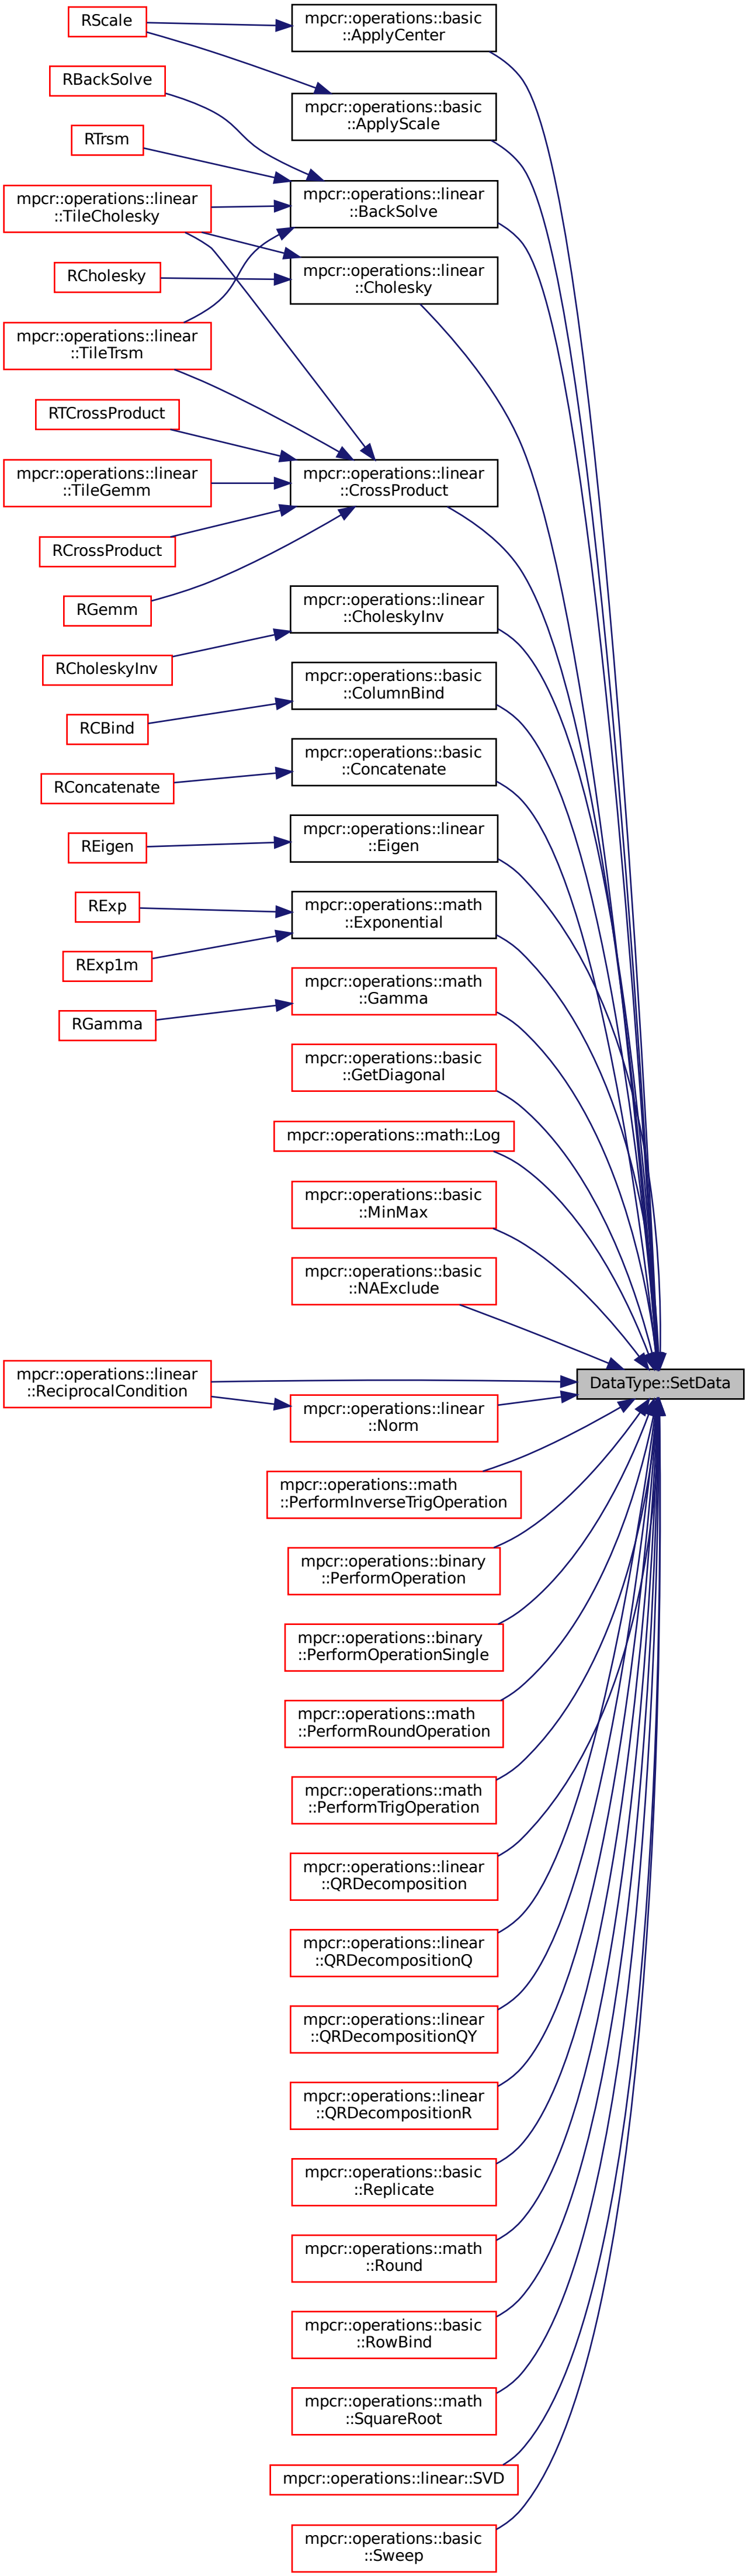 RScale
mpcr::operations::basic
::ApplyCenter
RBackSolve
mpcr::operations::basic
::ApplyScale
RTrsm
mpcr::operations::linear
::TileCholesky
mpcr::operations::linear
::BackSolve
RCholesky
mpcr::operations::linear
::Cholesky
mpcr::operations::linear
::TileTrsm
RTCrossProduct
mpcr::operations::linear
::TileGemm
mpcr::operations::linear
::CrossProduct
RCrossProduct
RGemm
mpcr::operations::linear
::CholeskyInv
RCholeskyInv
mpcr::operations::basic
::ColumnBind
RCBind
mpcr::operations::basic
::Concatenate
RConcatenate
mpcr::operations::linear
::Eigen
REigen
mpcr::operations::math
::Exponential
RExp
RExp1m
mpcr::operations::math
::Gamma
RGamma
mpcr::operations::basic
::GetDiagonal
mpcr::operations::math::Log
mpcr::operations::basic
::MinMax
mpcr::operations::basic
::NAExclude
mpcr::operations::linear
::ReciprocalCondition
DataType::SetData
mpcr::operations::linear
::Norm
mpcr::operations::math
::PerformInverseTrigOperation
mpcr::operations::binary
::PerformOperation
mpcr::operations::binary
::PerformOperationSingle
mpcr::operations::math
::PerformRoundOperation
mpcr::operations::math
::PerformTrigOperation
mpcr::operations::linear
::QRDecomposition
mpcr::operations::linear
::QRDecompositionQ
mpcr::operations::linear
::QRDecompositionQY
mpcr::operations::linear
::QRDecompositionR
mpcr::operations::basic
::Replicate
mpcr::operations::math
::Round
mpcr::operations::basic
::RowBind
mpcr::operations::math
::SquareRoot
mpcr::operations::linear::SVD
mpcr::operations::basic
::Sweep